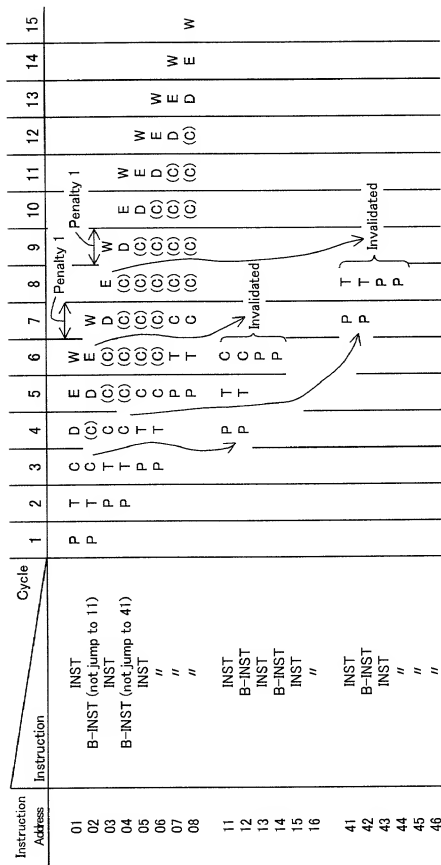 Instruction Address Instruction Cycle 1 2 3 4 5 6 7 8 9 10 11 12 13 14 15
Penalty 1
Penalty 1
01 INST P T C D E W
02 B-INST (not jump to 11) P T C (C) D E W
03 INST P T C (C) (C) D E W
04 B-INST (not jump to 41) P T C (C) (C) (C) (C) D E W
05 INST P T C (C) (C) (C) (C) D E W
06 〃 P T C (C) (C) (C) (C) (C) D E W
07 〃 P T C (C) (C) (C) (C) D E W
08 〃 P T C (C) (C) (C) (C) (C) D E W
11 INST P T C
12 B-INST P T C
13 INST P
14 B-INST P
15 INST
16 〃
Invalidated
41 INST P T
42 B-INST P T
43 INST P
44 〃 P
45 〃
46 〃
Invalidated